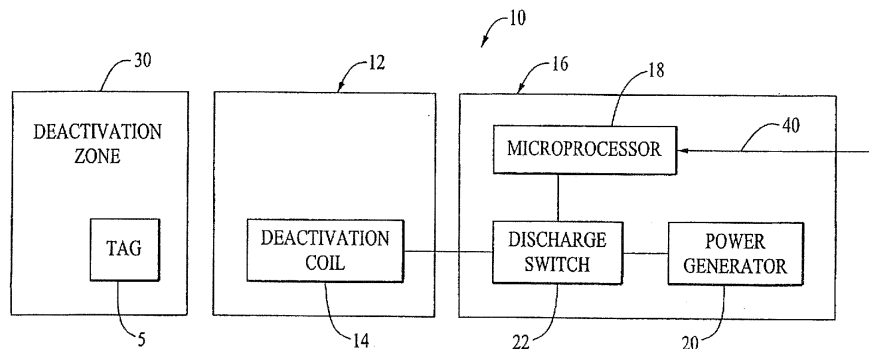 10
30
12
16
18
40
DEACTIVATION
ZONE
MICROPROCESSOR
TAG
DEACTIVATION
COIL
DISCHARGE
SWITCH
POWER
GENERATOR
5
14
22
20